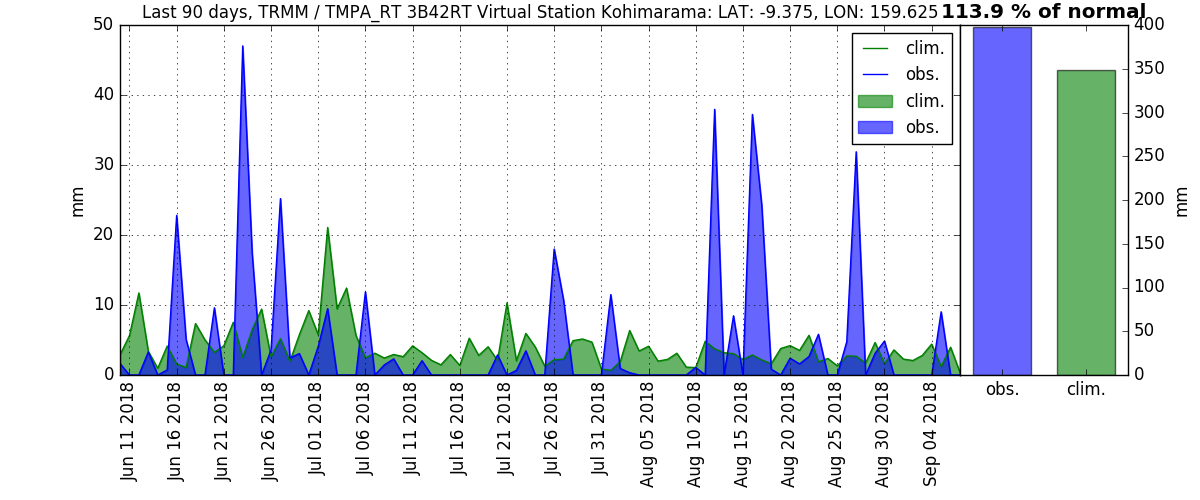 Last 90 days, TRMM / TMPA_RT 3B42RT Virtual Station Kohimarama: LAT: -9.375, LON: 159.625
113.9 % of normal
50
40
30
20
10
0
mm
clim.
obs.
clim.
obs.
Jun 11 2018
Jun 16 2018
Jun 21 2018
Jun 26 2018
Jul 01 2018
Jul 06 2018
Jul 11 2018
Jul 16 2018
Jul 21 2018
Jul 26 2018
Jul 31 2018
Aug 05 2018
Aug 10 2018
Aug 15 2018
Aug 20 2018
Aug 25 2018
Aug 30 2018
Sep 04 2018
400
350
300
250
200
150
100
50
0
mm
obs.
clim.